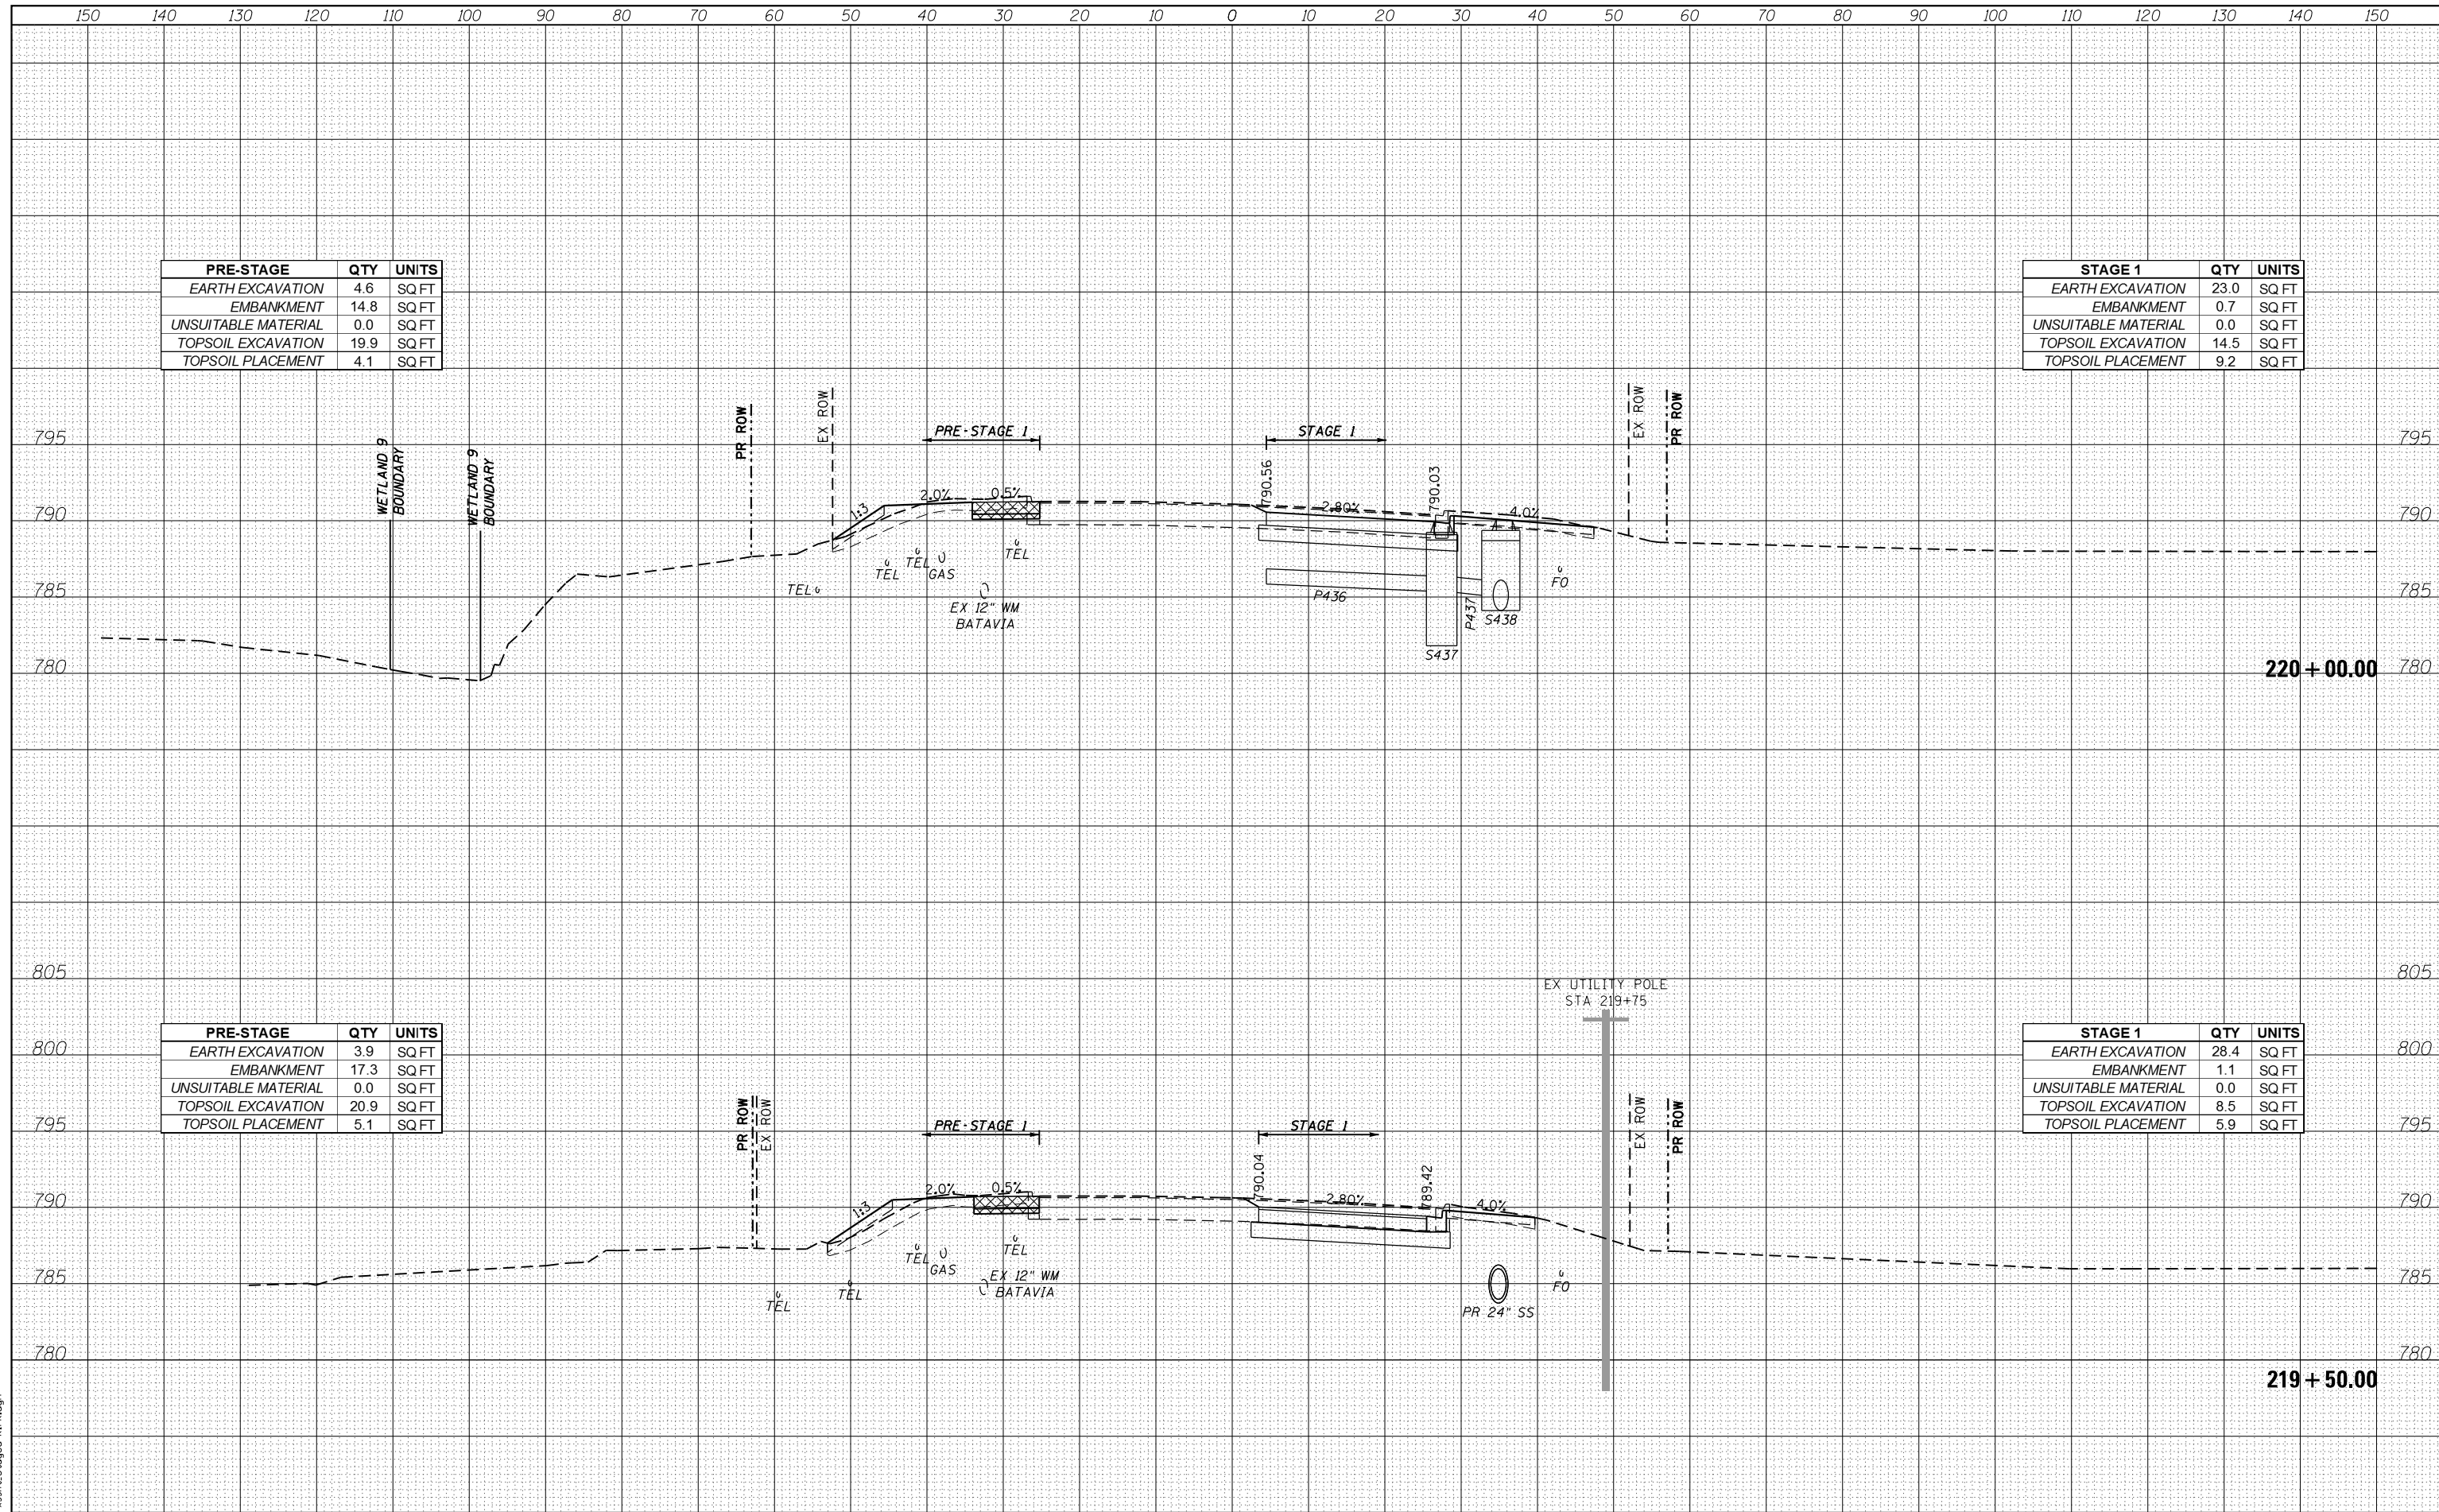 150 140 130 120 110 100 90 80 70 60 50 40 30 20 10 0 10 20 30 40 50 60 70 80 90 100 110 120 130 140 150
PRE-STAGE QTY UNITS
EARTH EXCAVATION 4.6 SQ FT
EMBANKMENT 14.8 SQ FT
UNSUITABLE MATERIAL 0.0 SQ FT
TOPSOIL EXCAVATION 19.9 SQ FT
TOPSOIL PLACEMENT 4.1 SQ FT
STAGE 1 QTY UNITS
EARTH EXCAVATION 23.0 SQ FT
EMBANKMENT 0.7 SQ FT
UNSUITABLE MATERIAL 0.0 SQ FT
TOPSOIL EXCAVATION 14.5 SQ FT
TOPSOIL PLACEMENT 9.2 SQ FT
795
790
785
780
WETLAND 9
BOUNDARY
WETLAND 9
BOUNDARY
PR ROW
EX ROW
PRE-STAGE 1
STAGE 1
EX ROW
PR ROW
1:3
2.0%
0.5%
790.56
2.80%
790.03
4.0%
TEL
TEL
TEL
GAS
TEL
EX 12" WM
BATAVIA
P436
P437
S438
S437
FO
795
790
785
780
220+00.00
805
800
795
790
785
780
PRE-STAGE QTY UNITS
EARTH EXCAVATION 3.9 SQ FT
EMBANKMENT 17.3 SQ FT
UNSUITABLE MATERIAL 0.0 SQ FT
TOPSOIL EXCAVATION 20.9 SQ FT
TOPSOIL PLACEMENT 5.1 SQ FT
EX UTILITY POLE
STA 219+75
STAGE 1 QTY UNITS
EARTH EXCAVATION 28.4 SQ FT
EMBANKMENT 1.1 SQ FT
UNSUITABLE MATERIAL 0.0 SQ FT
TOPSOIL EXCAVATION 8.5 SQ FT
TOPSOIL PLACEMENT 5.9 SQ FT
PR ROW
EX ROW
PRE-STAGE 1
STAGE 1
EX ROW
PR ROW
1:3
2.0%
0.5%
790.04
2.80%
789.42
4.0%
TEL
TEL
TEL
GAS
TEL
EX 12" WM
BATAVIA
PR 24" SS
FO
805
800
795
790
785
780
219+50.00